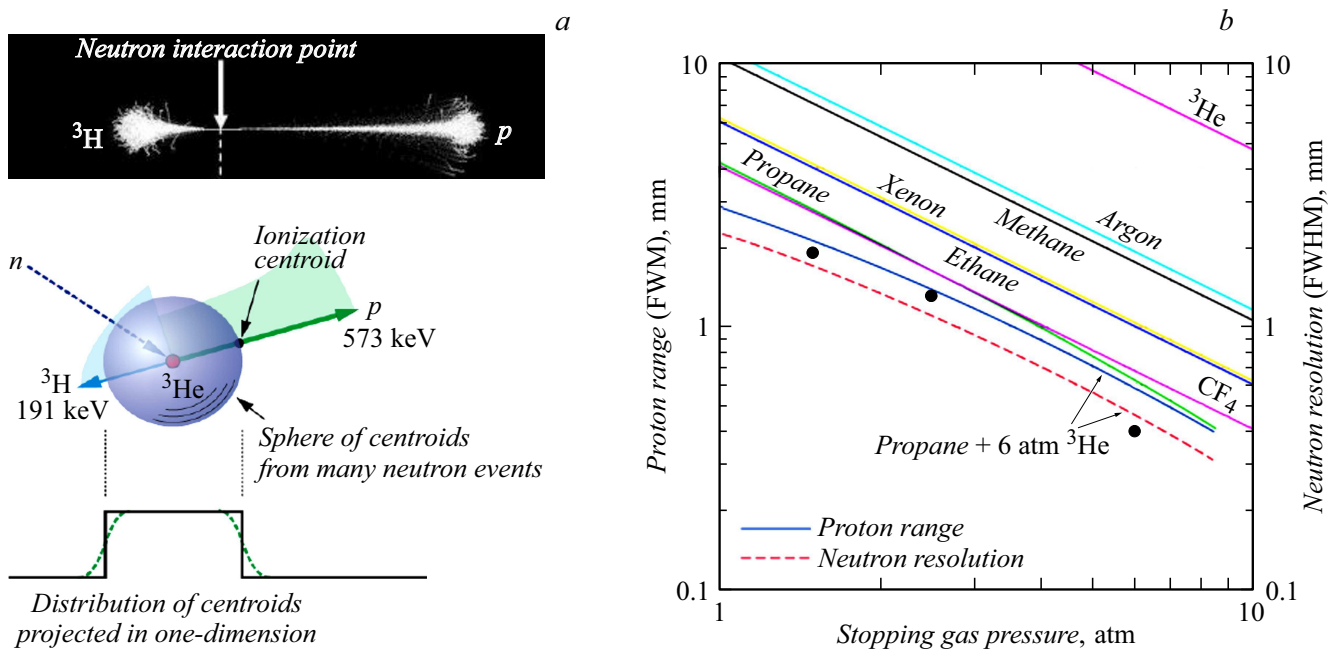 a
Neutron interaction point
³H
p
n
Ionization
centroid
p
573 keV
³H
191 keV
³He
Sphere of centroids
from many neutron events
Distribution of centroids
projected in one-dimension
b
Proton range (FWM), mm
10
1
0.1
³He
Argon
Methane
Xenon
Propane
Ethane
CF₄
Propane + 6 atm ³He
Proton range
Neutron resolution
10
1
0.1
Neutron resolution (FWHM), mm
1
10
Stopping gas pressure, atm